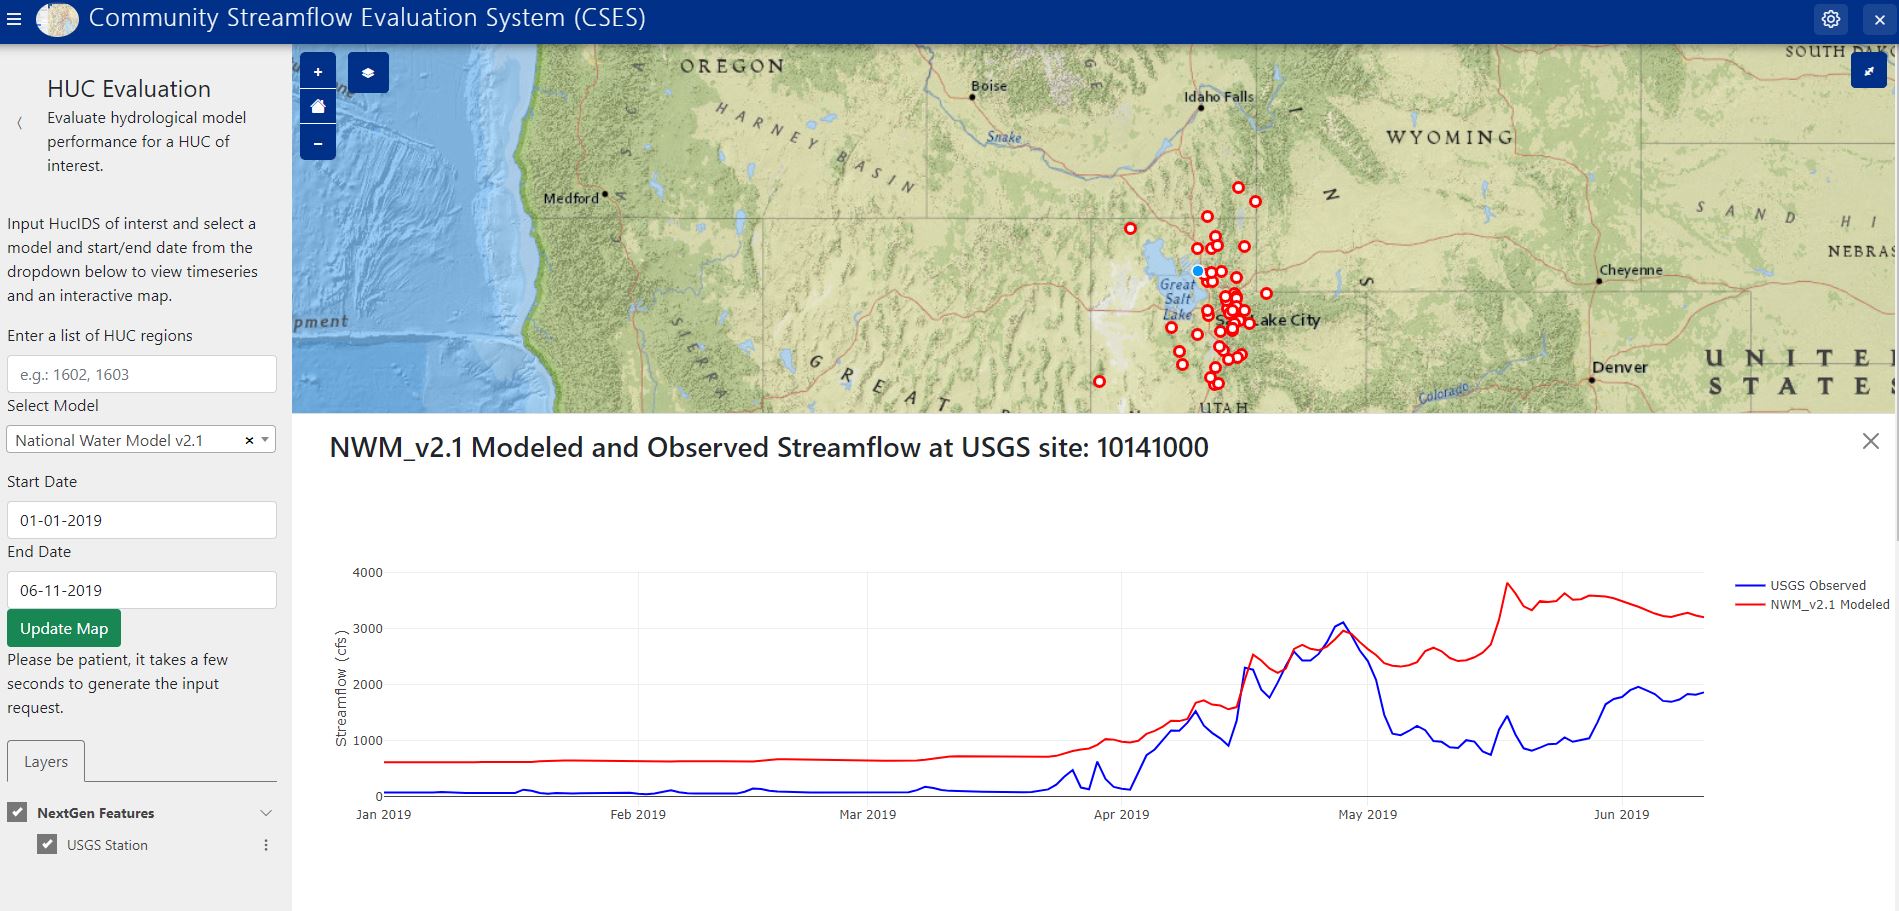 Community Streamflow Evaluation System (CSES)
HUC Evaluation
Evaluate hydrological model
performance for a HUC of
interest.
Input HucIDS of interst and select a
model and start/end date from the
dropdown below to view timeseries
and an interactive map.
Enter a list of HUC regions
e.g.: 1602, 1603
Select Model
National Water Model v2.1
Start Date
01-01-2019
End Date
06-11-2019
Update Map
Please be patient, it takes a few
seconds to generate the input
request.
Layers
NextGen Features
USGS Station
OREGON
Boise
Idaho Falls
SOUTH DAK
HARNEY BASIN
Snake
WYOMING
Medford
SAND HI
NEBRAS
Cheyenne
Great
Salt
Lake
Lake City
pment
SIERRA
GREAT
Denver
UNITE
STATES
Colorado
UTAH
NWM_v2.1 Modeled and Observed Streamflow at USGS site: 10141000
Streamflow (cfs)
4000
3000
2000
1000
0
Jan 2019
Feb 2019
Mar 2019
Apr 2019
May 2019
Jun 2019
USGS Observed
NWM_v2.1 Modeled